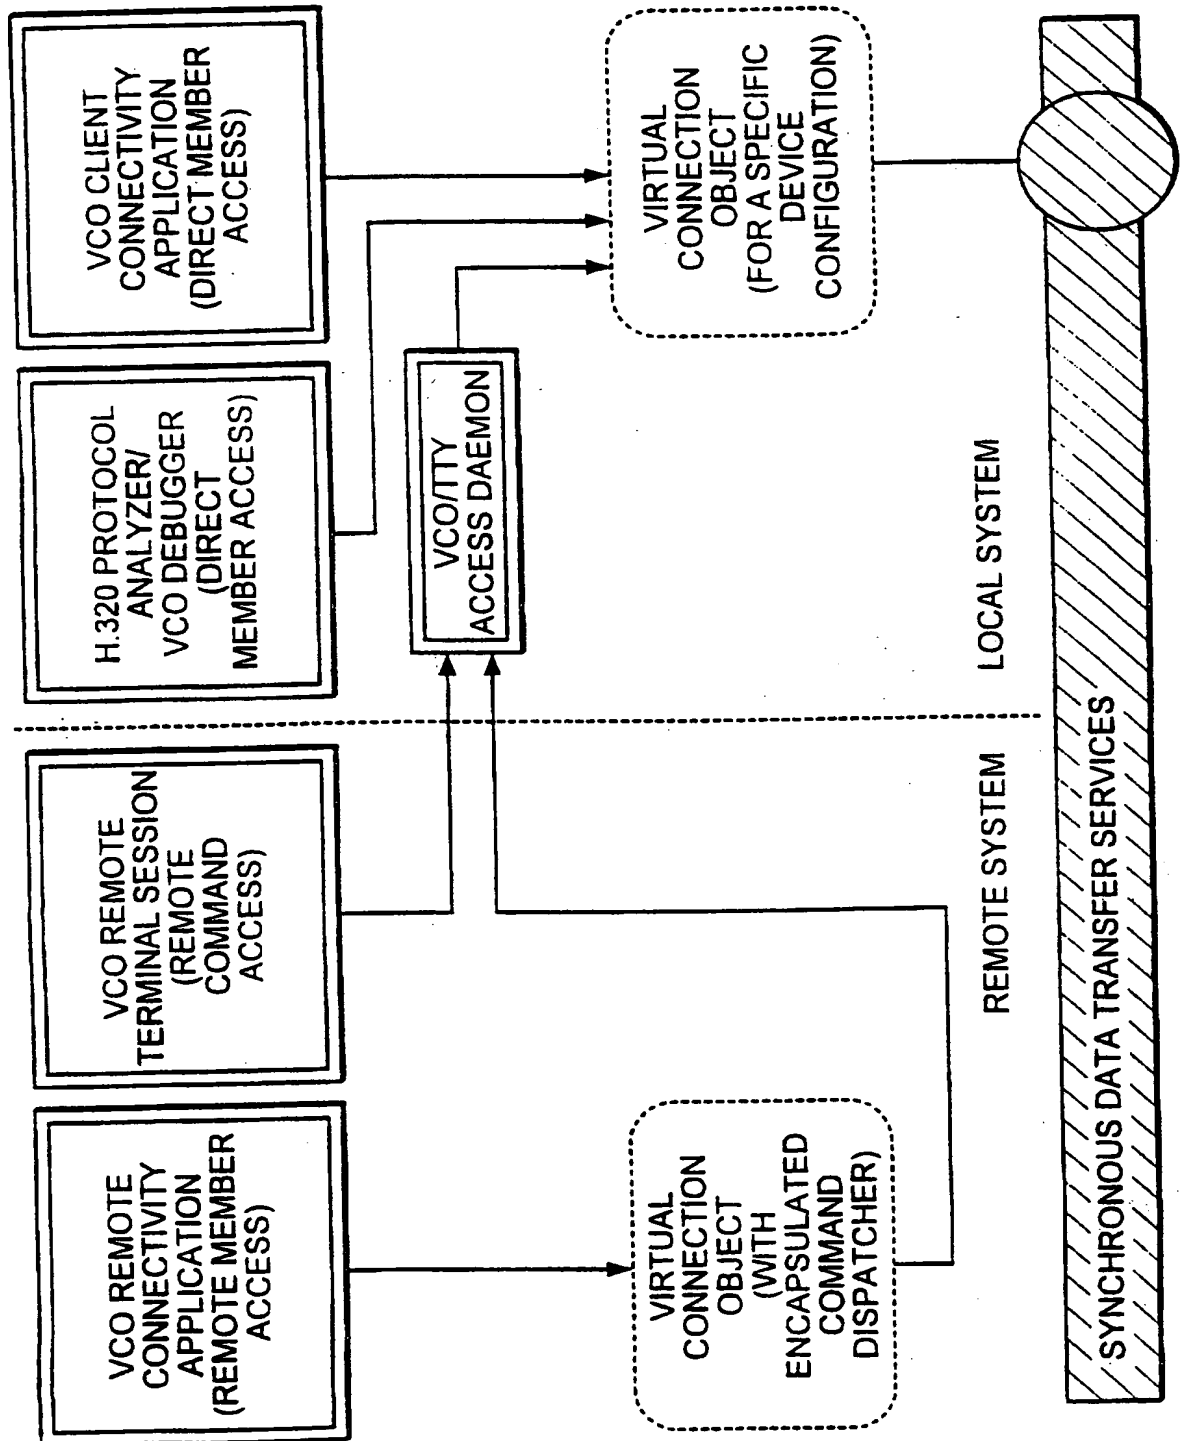 VCO REMOTE
CONNECTIVITY
APPLICATION
(REMOTE MEMBER
ACCESS)
VCO REMOTE
TERMINAL SESSION
(REMOTE
COMMAND
ACCESS)
H.320 PROTOCOL
ANALYZER/
VCO DEBUGGER
(DIRECT
MEMBER ACCESS)
VCO CLIENT
CONNECTIVITY
APPLICATION
(DIRECT MEMBER
ACCESS)
VCO/TTY
ACCESS DAEMON
VIRTUAL
CONNECTION
OBJECT
(WITH
ENCAPSULATED
COMMAND
DISPATCHER)
VIRTUAL
CONNECTION
OBJECT
(FOR A SPECIFIC
DEVICE
CONFIGURATION)
REMOTE SYSTEM
LOCAL SYSTEM
SYNCHRONOUS DATA TRANSFER SERVICES